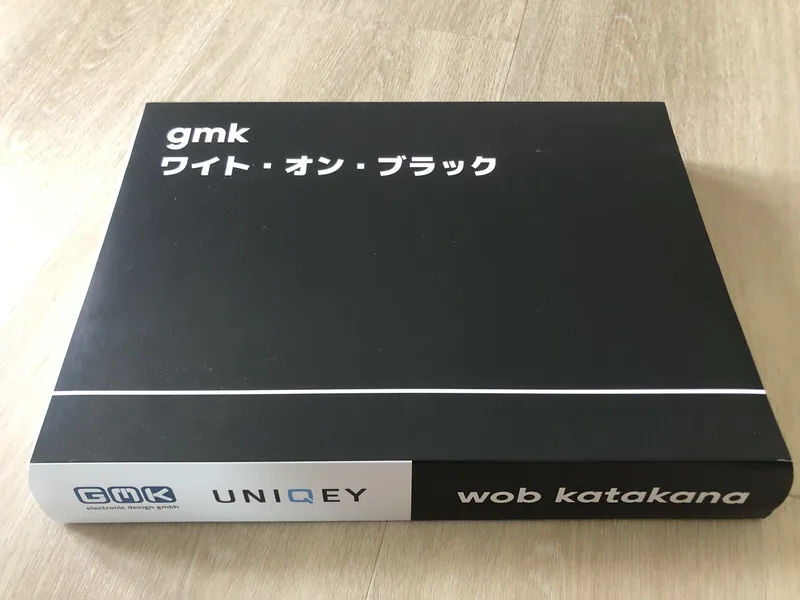 gmk
ワイト・オン・ブラック
GMK
electronic design gmbh
UNIQEY
wob katakana